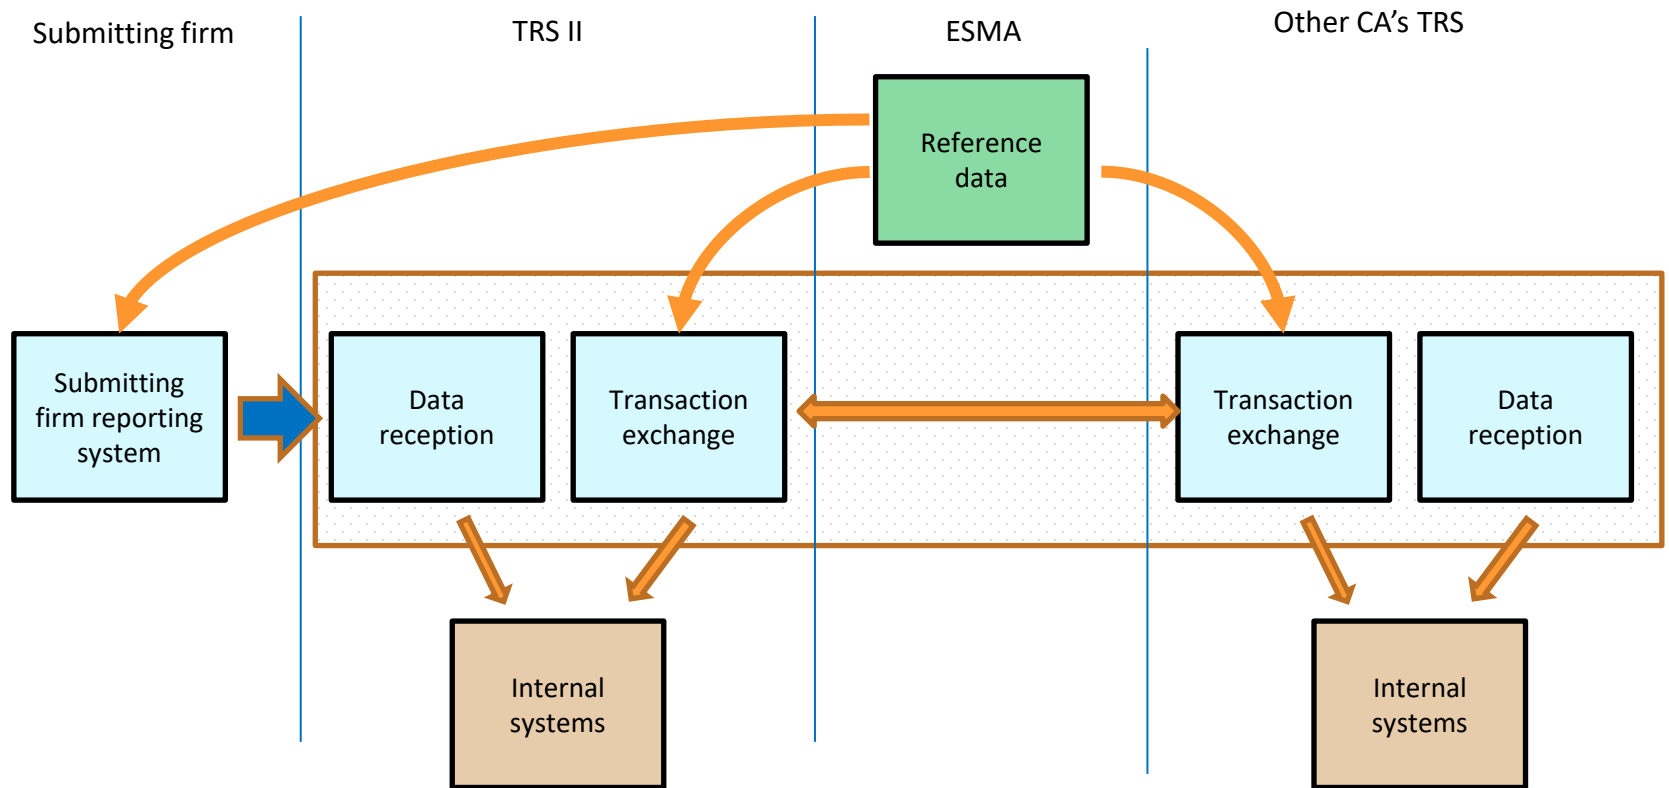 Submitting firm
TRS II
ESMA
Other CA’s TRS
Reference
data
Submitting
firm reporting
system
Data
reception
Transaction
exchange
Transaction
exchange
Data
reception
Internal
systems
Internal
systems